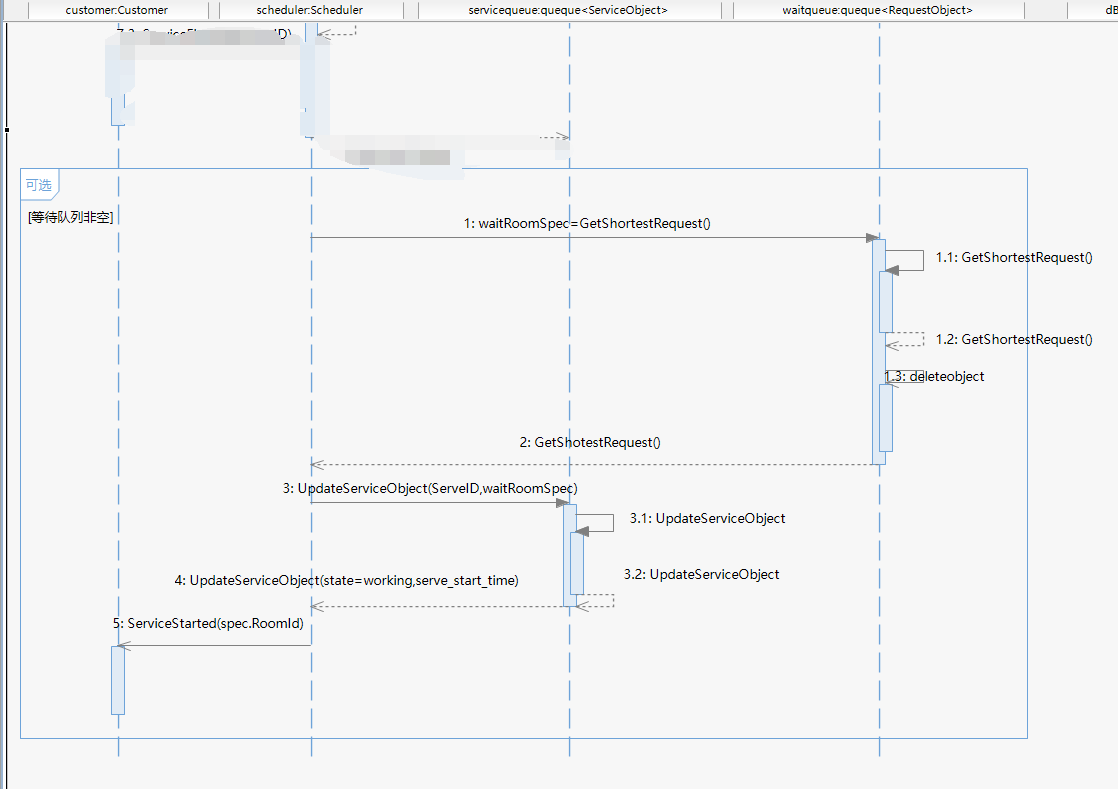 customer:Customer
scheduler:Scheduler
servicequeue:queque<ServiceObject>
waitqueue:queque<RequestObject>
dB
可选
[等待队列非空]
1: waitRoomSpec=GetShortestRequest()
1.1: GetShortestRequest()
1.2: GetShortestRequest()
1.3: deleteobject
2: GetShotestRequest()
3: UpdateServiceObject(ServeID,waitRoomSpec)
3.1: UpdateServiceObject
3.2: UpdateServiceObject
4: UpdateServiceObject(state=working,serve_start_time)
5: ServiceStarted(spec.RoomId)